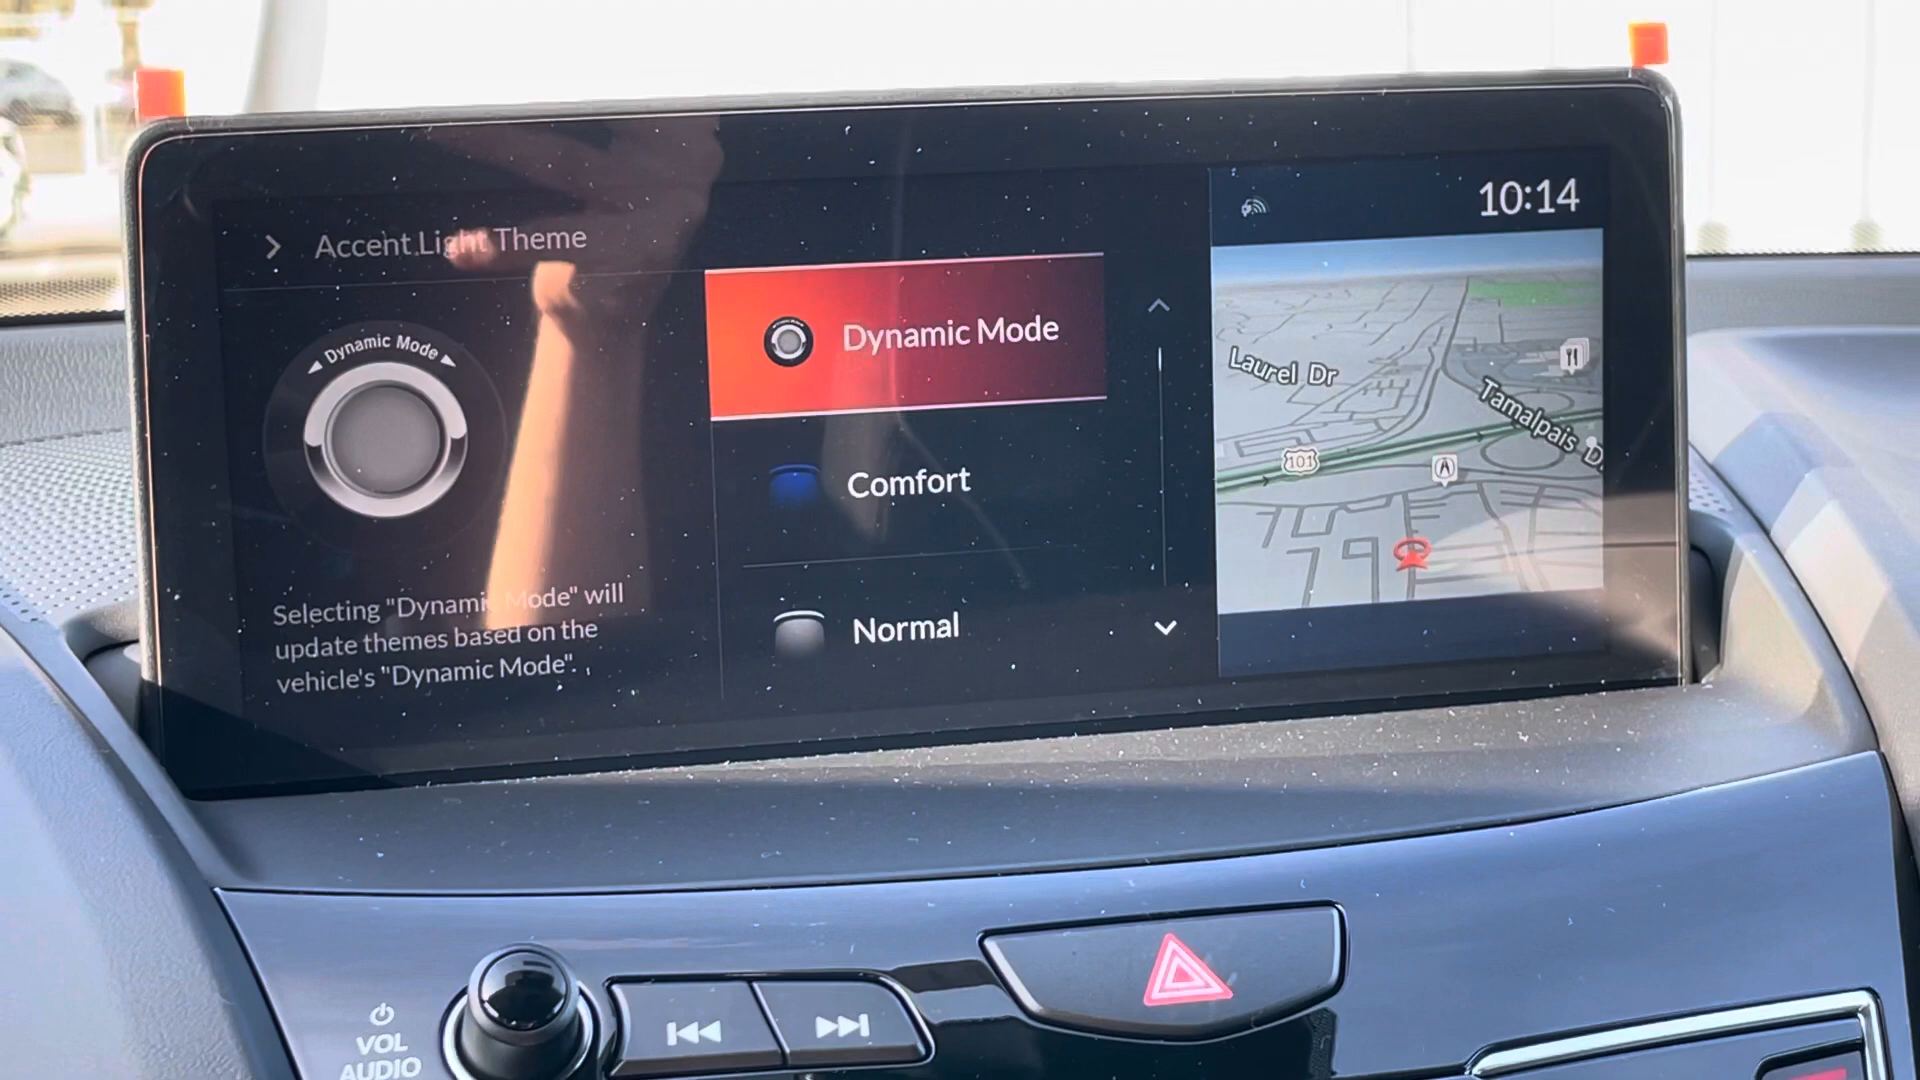 Accent Light Theme
Dynamic Mode
Selecting "Dynamic Mode" will
update themes based on the
vehicle's "Dynamic Mode".
Dynamic Mode
Comfort
Normal
10:14
Laurel Dr
Tamalpais D
101
VOL
AUDIO